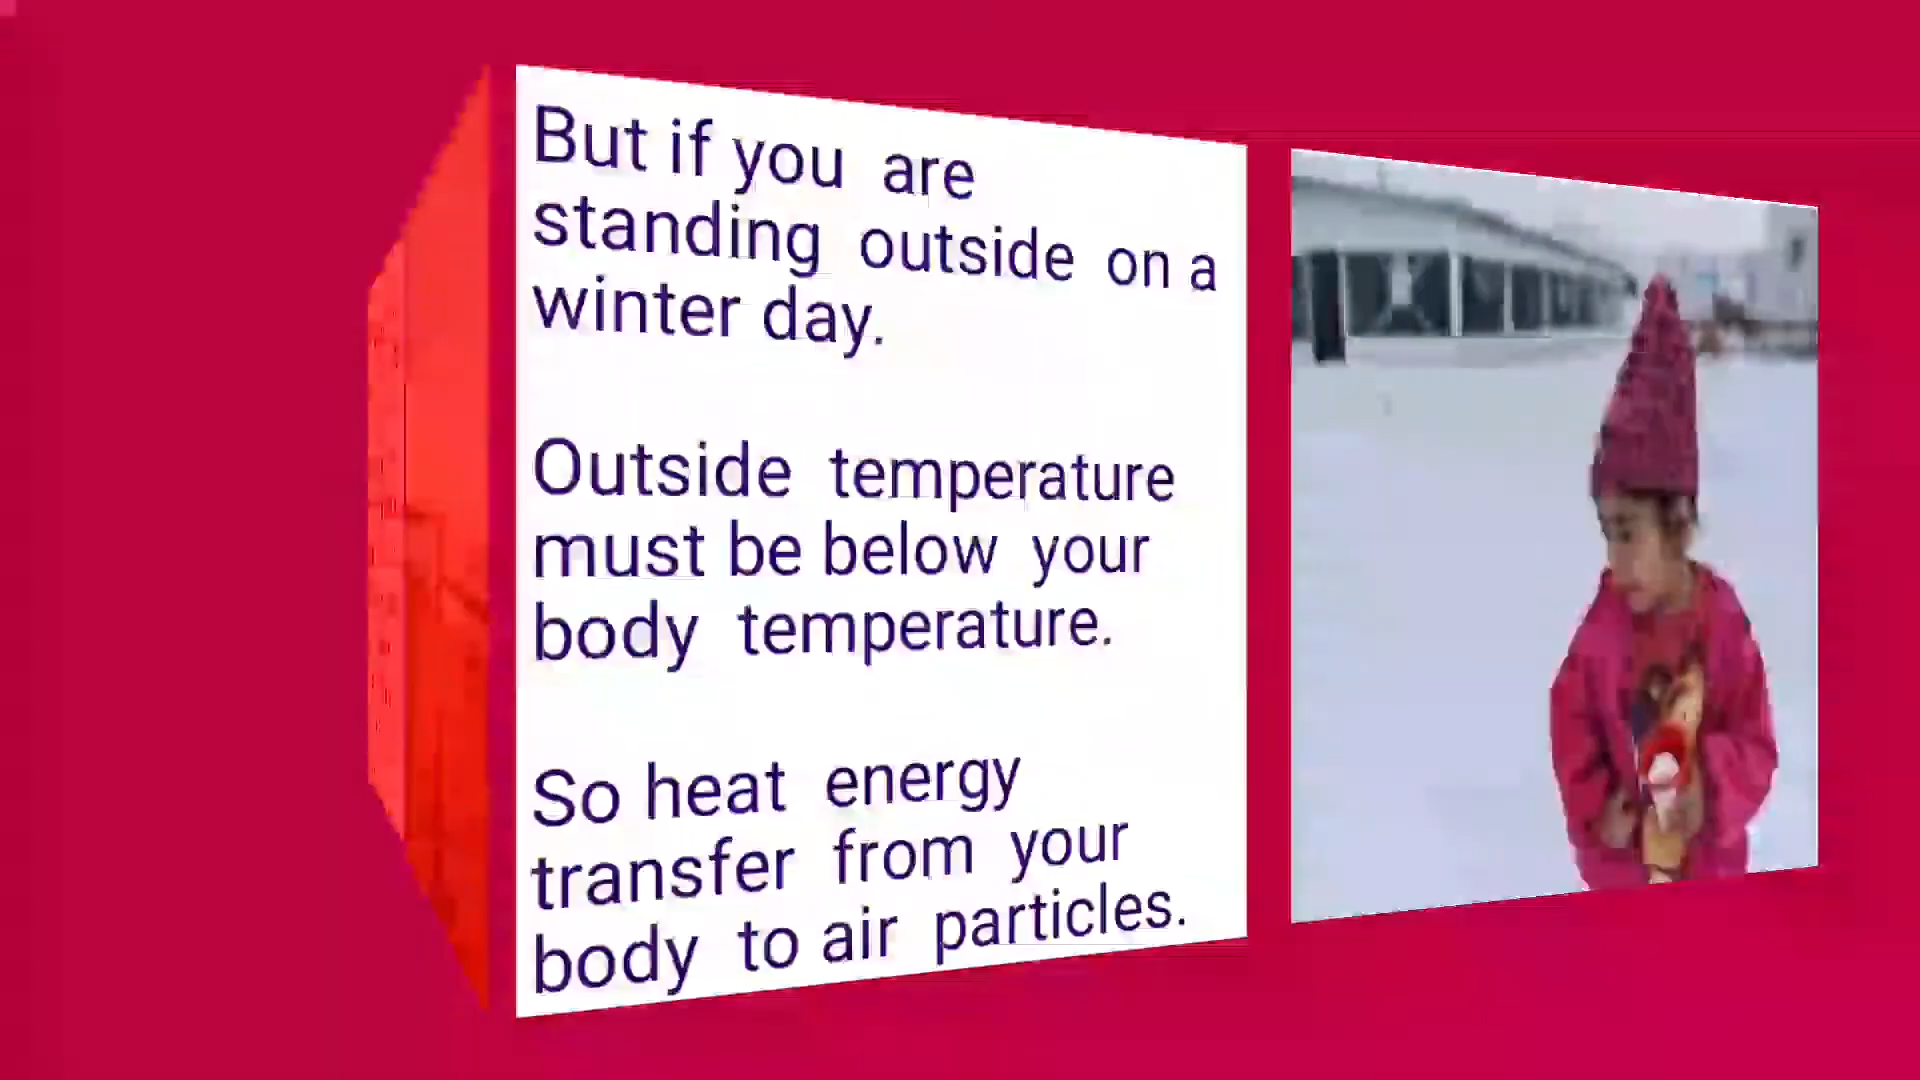 But if you are
standing outside on a
winter day.
Outside temperature
must be below your
body temperature.
So heat energy
transfer from your
body to air particles.